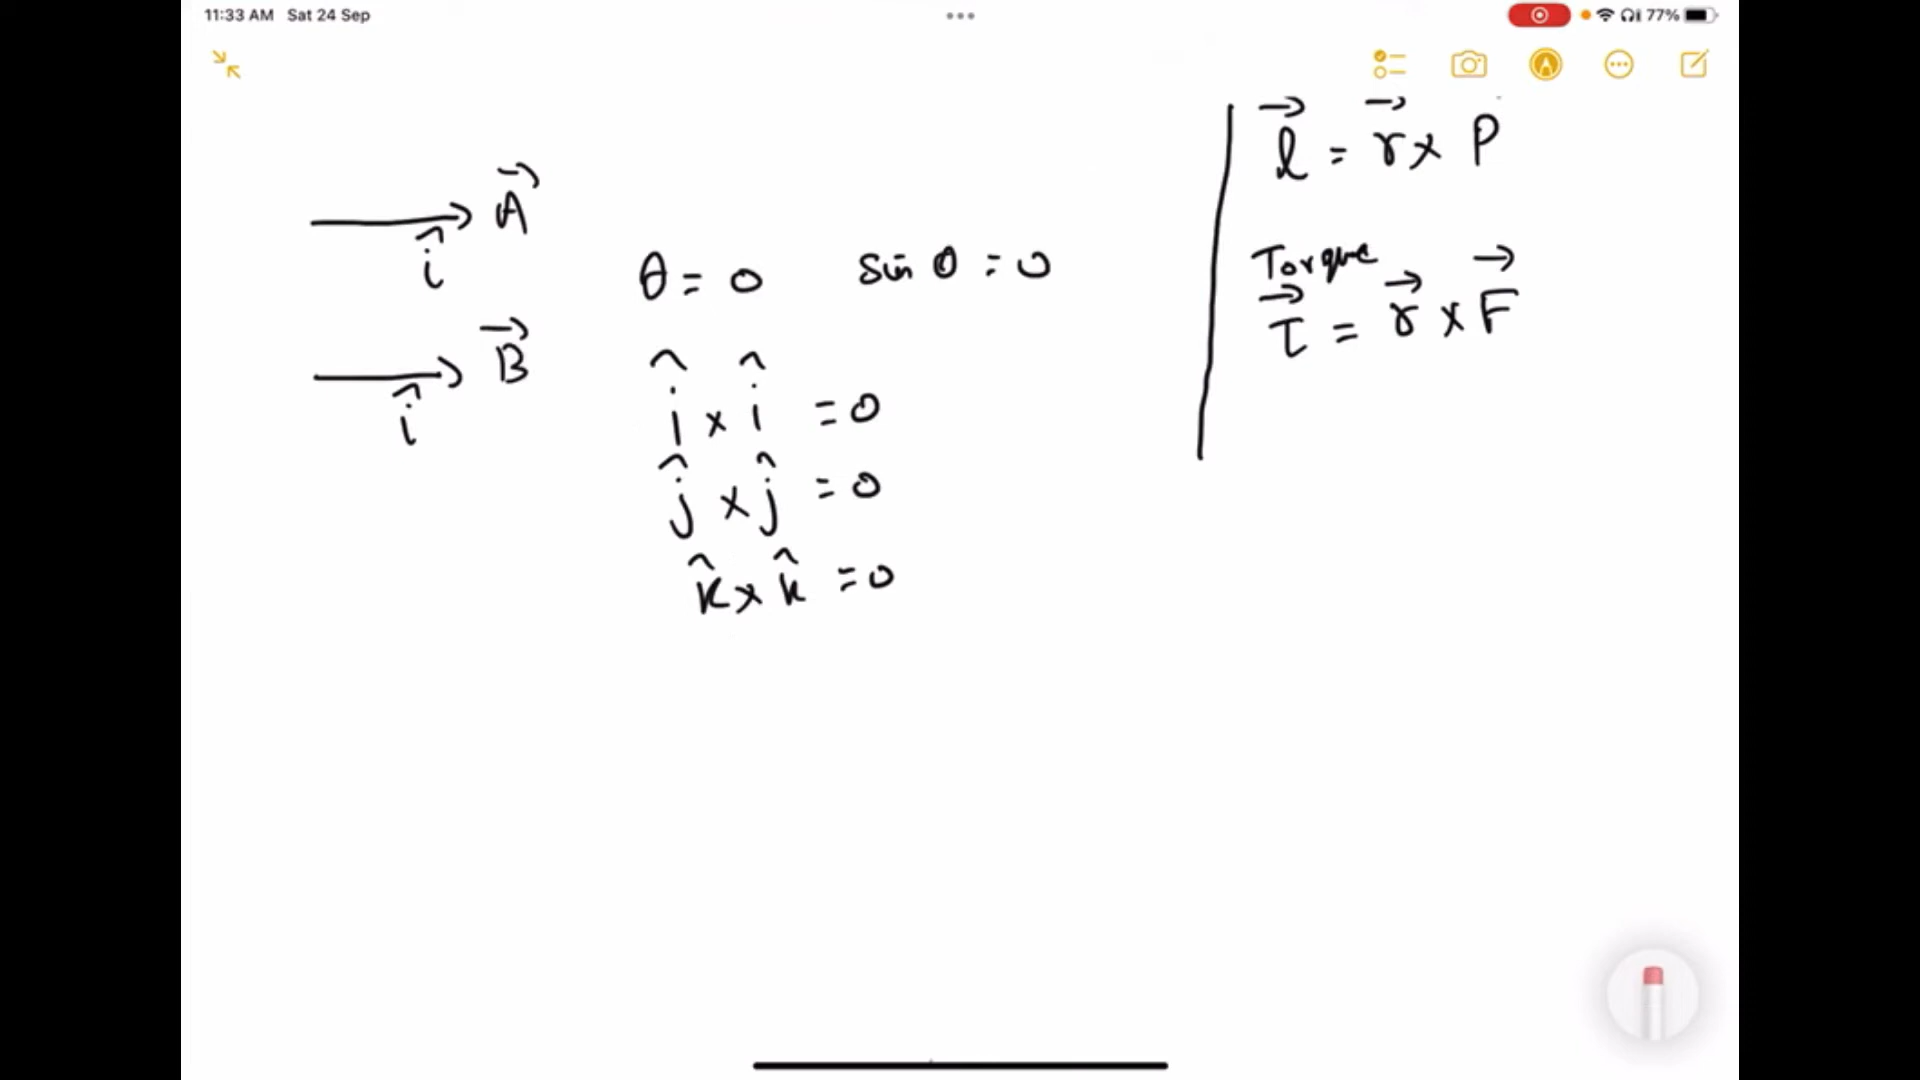 11:33 AM Sat 24 Sep
77%
A⃗
î
θ = 0 sin θ = 0
B⃗
î
î × î = 0
ĵ × ĵ = 0
k̂ × k̂ = 0
l⃗ = r⃗ × P
Torque
τ⃗ = r⃗ × F⃗